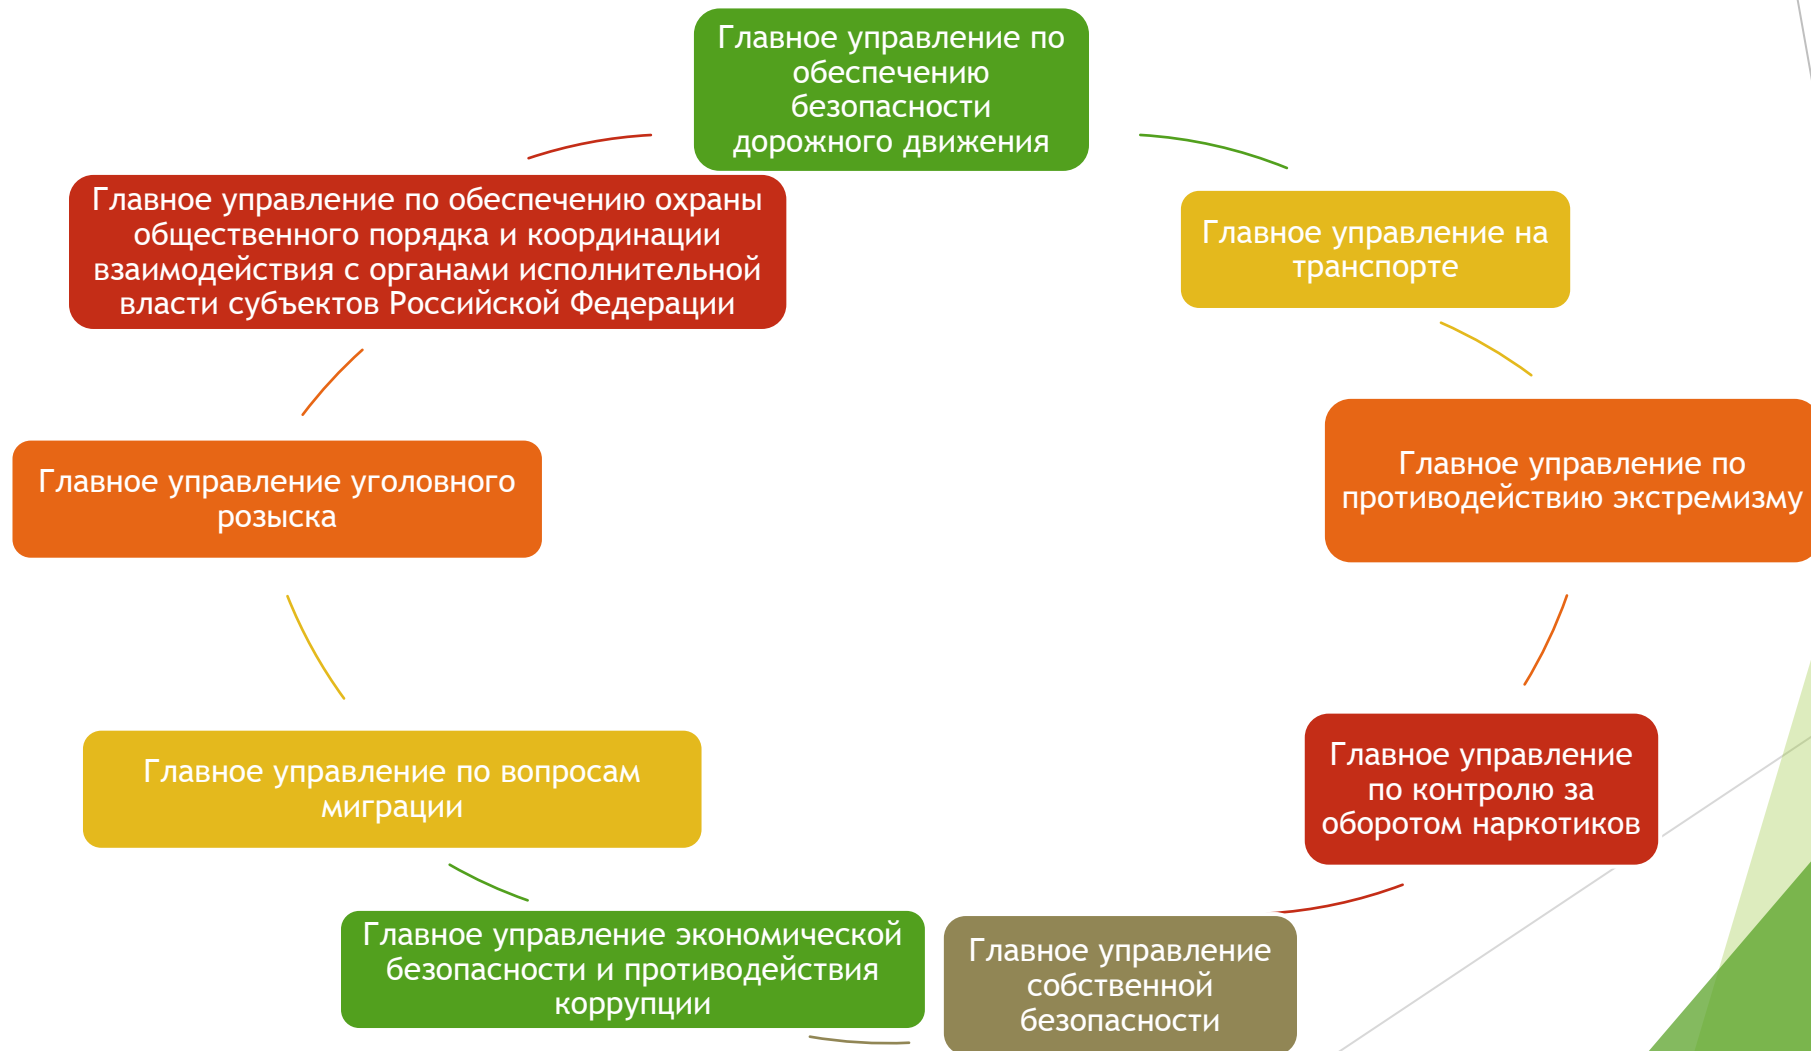 Главное управление по
обеспечению
безопасности
дорожного движения
Главное управление по обеспечению охраны
общественного порядка и координации
взаимодействия с органами исполнительной
власти субъектов Российской Федерации
Главное управление на
транспорте
Главное управление уголовного
розыска
Главное управление по
противодействию экстремизму
Главное управление по вопросам
миграции
Главное управление
по контролю за
оборотом наркотиков
Главное управление экономической
безопасности и противодействия
коррупции
Главное управление
собственной
безопасности